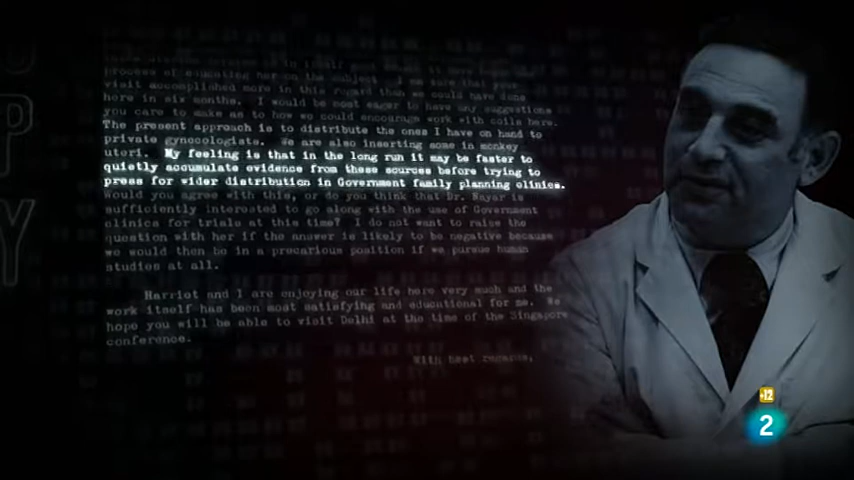 process of educating her on the subject. I am sure that your
visit accomplished more in this regard than we could have done
here in six months. I would be most eager to have any suggestions
you care to make as to how we could encourage work with coils here.
The present approach is to distribute the ones I have on hand to
private gynecologists. We are also inserting some in monkey
uteri. My feeling is that in the long run it may be faster to
quietly accumulate evidence from these sources before trying to
press for wider distribution in Government family planning clinics.
Would you agree with this, or do you think that Dr. Nayar is
sufficiently interested to go along with the use of Government
clinics for trials at this time? I do not want to raise the
question with her if the answer is likely to be negative because
we would then be in a precarious position if we pursue human
studies at all.
Harriet and I are enjoying our life here very much and the
work itself has been most satisfying and educational for me. We
hope you will be able to visit Delhi at the time of the Singapore
conference.
With best regards,
P
Y
+12
2